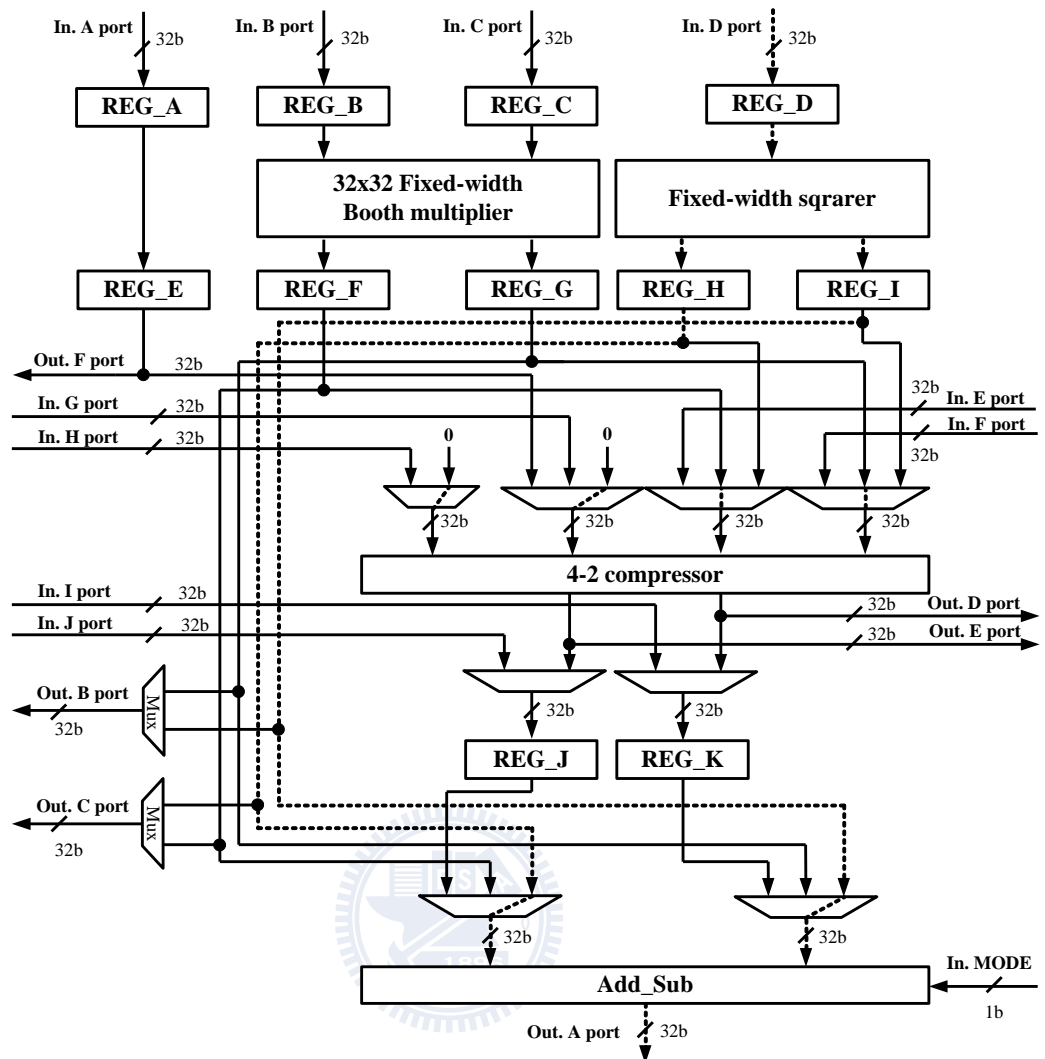 In. A port
32b
In. B port
32b
In. C port
32b
In. D port
32b
REG_A
REG_B
REG_C
REG_D
32x32 Fixed-width
Booth multiplier
Fixed-width sqrarer
REG_E
REG_F
REG_G
REG_H
REG_I
Out. F port
32b
In. G port
32b
In. H port
32b
32b
In. E port
In. F port
32b
0
0
32b
32b
32b
32b
4-2 compressor
In. I port
32b
In. J port
32b
32b
Out. D port
32b
Out. E port
Out. B port
32b
Mux
32b
32b
REG_J
REG_K
Out. C port
32b
Mux
32b
32b
1896
In. MODE
1b
Add_Sub
Out. A port
32b